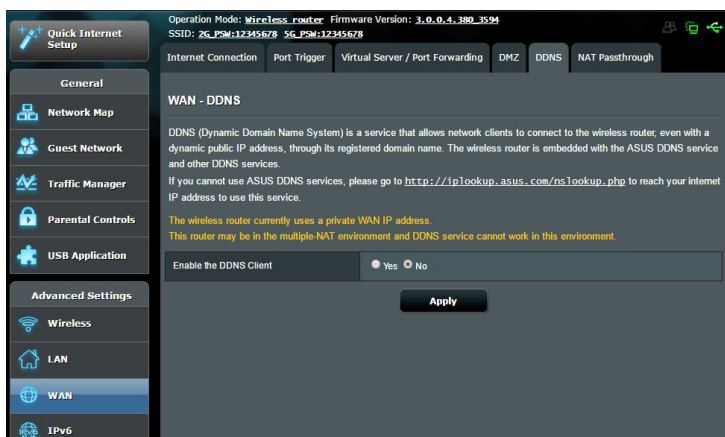 Quick Internet
Setup
Operation Mode: Wireless router Firmware Version: 3.0.0.4.380_3594
SSID: 2G_PSW:12345678 5G_PSW:12345678
Internet Connection
Port Trigger
Virtual Server / Port Forwarding
DMZ
DDNS
NAT Passthrough
General
Network Map
Guest Network
Traffic Manager
Parental Controls
USB Application
Advanced Settings
Wireless
LAN
WAN
IPv6
WAN - DDNS
DDNS (Dynamic Domain Name System) is a service that allows network clients to connect to the wireless router, even with a
dynamic public IP address, through its registered domain name. The wireless router is embedded with the ASUS DDNS service
and other DDNS services.
If you cannot use ASUS DDNS services, please go to http://iplookup.asus.com/nslookup.php to reach your internet
IP address to use this service.
The wireless router currently uses a private WAN IP address.
This router may be in the multiple-NAT environment and DDNS service cannot work in this environment.
Enable the DDNS Client
Yes No
Apply